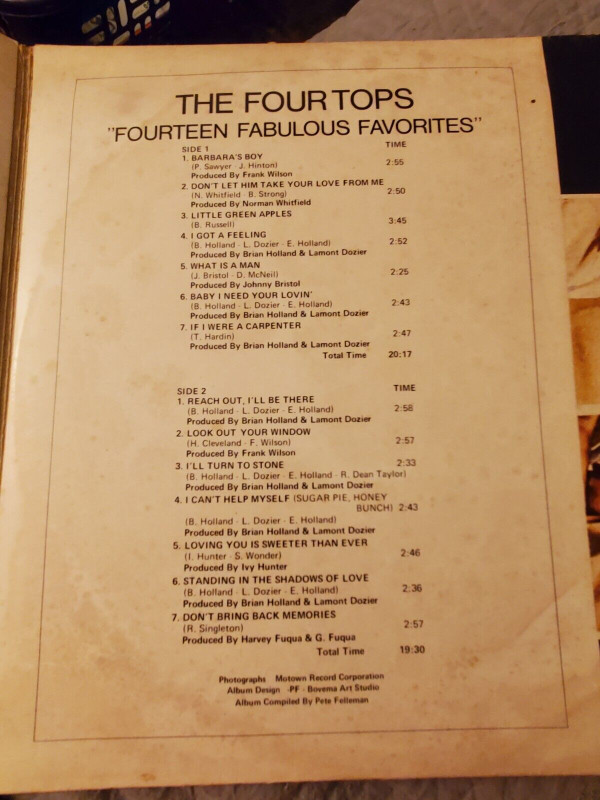 THE FOUR TOPS
"FOURTEEN FABULOUS FAVORITES"
SIDE 1 TIME
1. BARBARA'S BOY
(P. Sawyer · J. Hinton) 2:55
Produced By Frank Wilson
2. DON'T LET HIM TAKE YOUR LOVE FROM ME
(N. Whitfield · B. Strong) 2:50
Produced By Norman Whitfield
3. LITTLE GREEN APPLES
(B. Russell) 3:45
4. I GOT A FEELING
(B. Holland · L. Dozier · E. Holland) 2:52
Produced By Brian Holland & Lamont Dozier
5. WHAT IS A MAN
(J. Bristol · D. McNeil) 2:25
Produced By Johnny Bristol
6. BABY I NEED YOUR LOVIN'
(B. Holland · L. Dozier · E. Holland) 2:43
Produced By Brian Holland & Lamont Dozier
7. IF I WERE A CARPENTER
(T. Hardin) 2:47
Produced By Brian Holland & Lamont Dozier
Total Time 20:17
SIDE 2 TIME
1. REACH OUT, I'LL BE THERE
(B. Holland · L. Dozier · E. Holland) 2:58
Produced By Brian Holland & Lamont Dozier
2. LOOK OUT YOUR WINDOW
(H. Cleveland · F. Wilson) 2:57
Produced By Frank Wilson
3. I'LL TURN TO STONE 2:33
(B. Holland · L. Dozier · E. Holland · R. Dean Taylor)
Produced By Brian Holland & Lamont Dozier
4. I CAN'T HELP MYSELF (SUGAR PIE, HONEY
BUNCH) 2:43
(B. Holland · L. Dozier · E. Holland)
Produced By Brian Holland & Lamont Dozier
5. LOVING YOU IS SWEETER THAN EVER
(I. Hunter · S. Wonder) 2:46
Produced By Ivy Hunter
6. STANDING IN THE SHADOWS OF LOVE
(B. Holland · L. Dozier · E. Holland) 2:36
Produced By Brian Holland & Lamont Dozier
7. DON'T BRING BACK MEMORIES
(R. Singleton) 2:57
Produced By Harvey Fuqua & G. Fuqua
Total Time 19:30
Photographs Motown Record Corporation
Album Design ·PF · Bovema Art Studio
Album Compiled By Pete Felleman